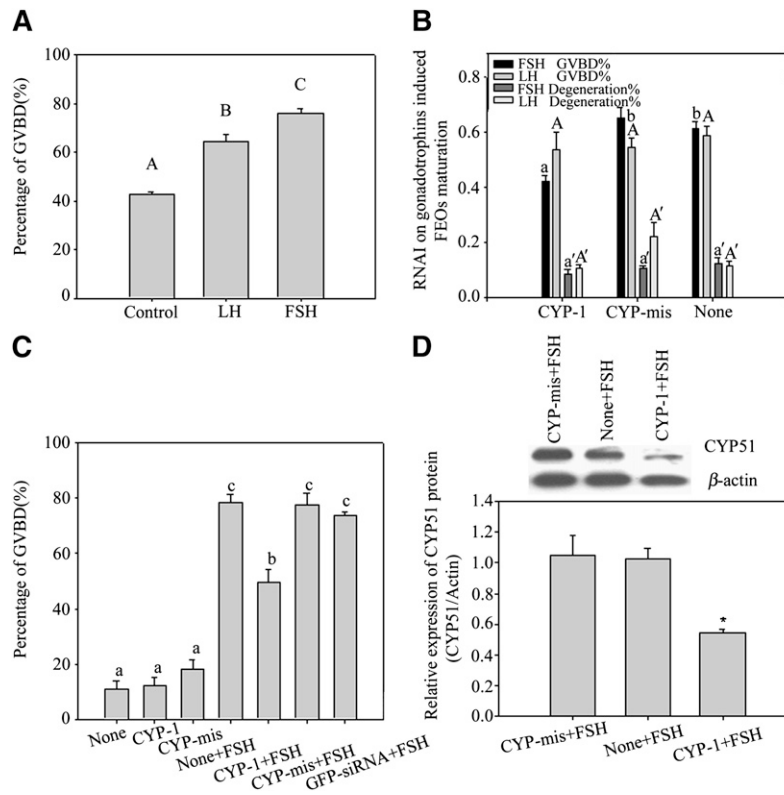 A
Percentage of GVBD(%)
100
80
60
40
20
0
A
B
C
Control
LH
FSH
B
RNAI on gonadotrophins induced
FEOs maturation
0.8
0.6
0.4
0.2
0.0
FSH GVBD%
LH GVBD%
FSH Degeneration%
LH Degeneration%
a
A
a′
A′
b
A
a′
A′
b
A
a′
A′
CYP-1
CYP-mis
None
C
Percentage of GVBD(%)
100
80
60
40
20
0
a
a
a
c
b
c
c
None
CYP-1
CYP-mis
None+FSH
CYP-1+FSH
CYP-mis+FSH
GFP-siRNA+FSH
D
CYP-mis+FSH
None+FSH
CYP-1+FSH
CYP51
β-actin
Relative expression of CYP51 protein
(CYP51/Actin)
1.4
1.2
1.0
0.8
0.6
0.4
0.2
0.0
*
CYP-mis+FSH
None+FSH
CYP-1+FSH